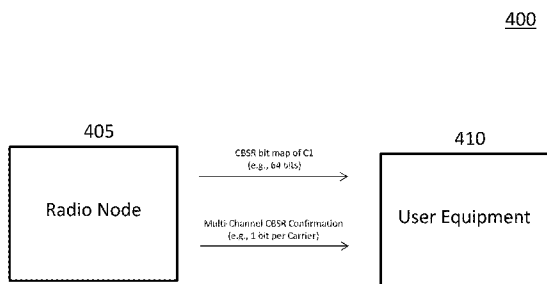 400
405
410
CBSR bit map of C1
(e.g., 64 bits)
Radio Node
User Equipment
Multi-Channel CBSR Confirmation
(e.g., 1 bit per Carrier)